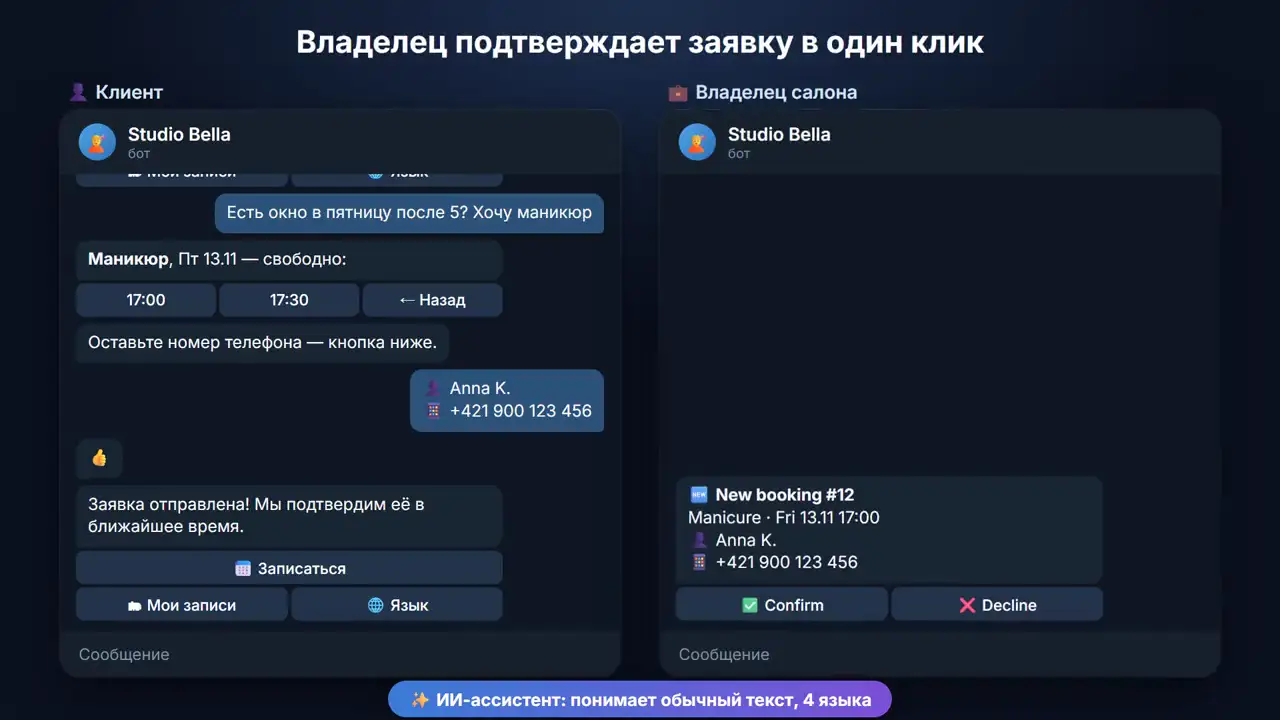 Владелец подтверждает заявку в один клик
Клиент
Studio Bella
бот
Мои записи
Язык
Есть окно в пятницу после 5? Хочу маникюр
Маникюр, Пт 13.11 — свободно:
17:00
17:30
← Назад
Оставьте номер телефона — кнопка ниже.
Anna K.
+421 900 123 456
Заявка отправлена! Мы подтвердим её в
ближайшее время.
Записаться
Мои записи
Язык
Сообщение
Владелец салона
Studio Bella
бот
NEW New booking #12
Manicure · Fri 13.11 17:00
Anna K.
+421 900 123 456
Confirm
Decline
Сообщение
ИИ-ассистент: понимает обычный текст, 4 языка